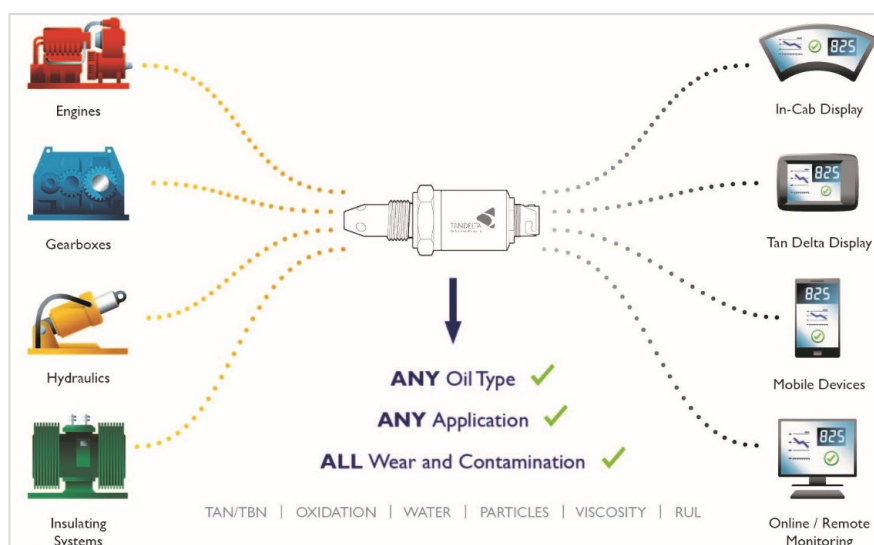 Engines
Gearboxes
Hydraulics
Insulating
Systems
TANDELTA
ANY Oil Type
ANY Application
ALL Wear and Contamination
TAN/TBN | OXIDATION | WATER | PARTICLES | VISCOSITY | RUL
825
In-Cab Display
825
Tan Delta Display
825
Mobile Devices
825
Online / Remote
Monitoring